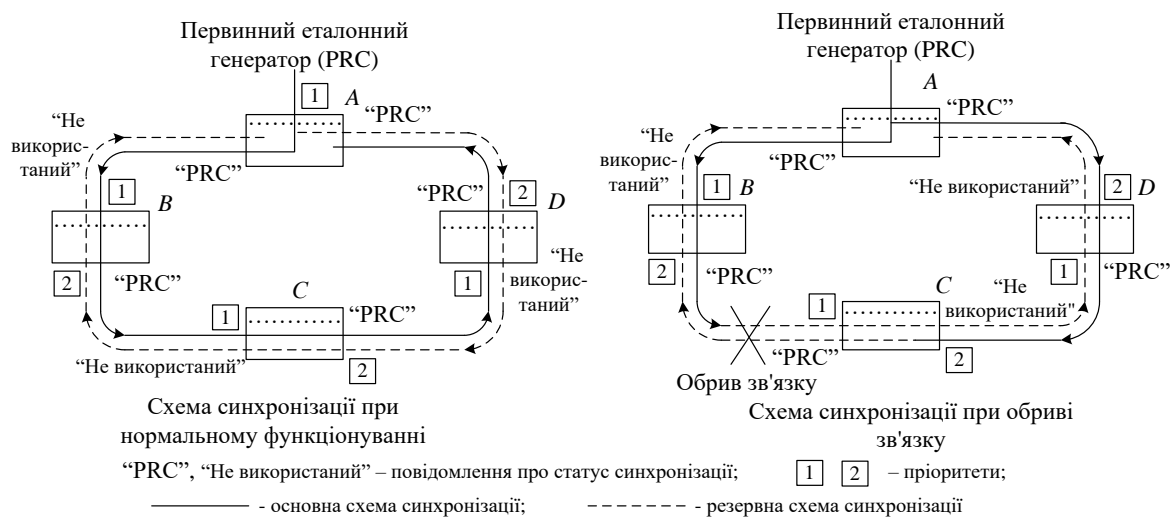 Первинний еталонний
генератор (PRC)
1
A
“PRC”
“Не
викорис-
таний”
“PRC”
1
B
“PRC”
2
D
2
“PRC”
C
1
“PRC”
1
“Не
викорис-
таний”
“Не використаний”
2
Схема синхронізації при
нормальному функціонуванні
Первинний еталонний
генератор (PRC)
A
“PRC”
“Не
викорис-
таний”
“PRC”
1
B
“Не використаний”
2
D
2
“PRC”
C
1
“Не
використаний"
1
“PRC”
“PRC”
2
Обрив зв'язку
Схема синхронізації при обриві
зв'язку
“PRC”, “Не використаний” – повідомлення про статус синхронізації; 1 2 – пріоритети;
- основна схема синхронізації; - резервна схема синхронізації